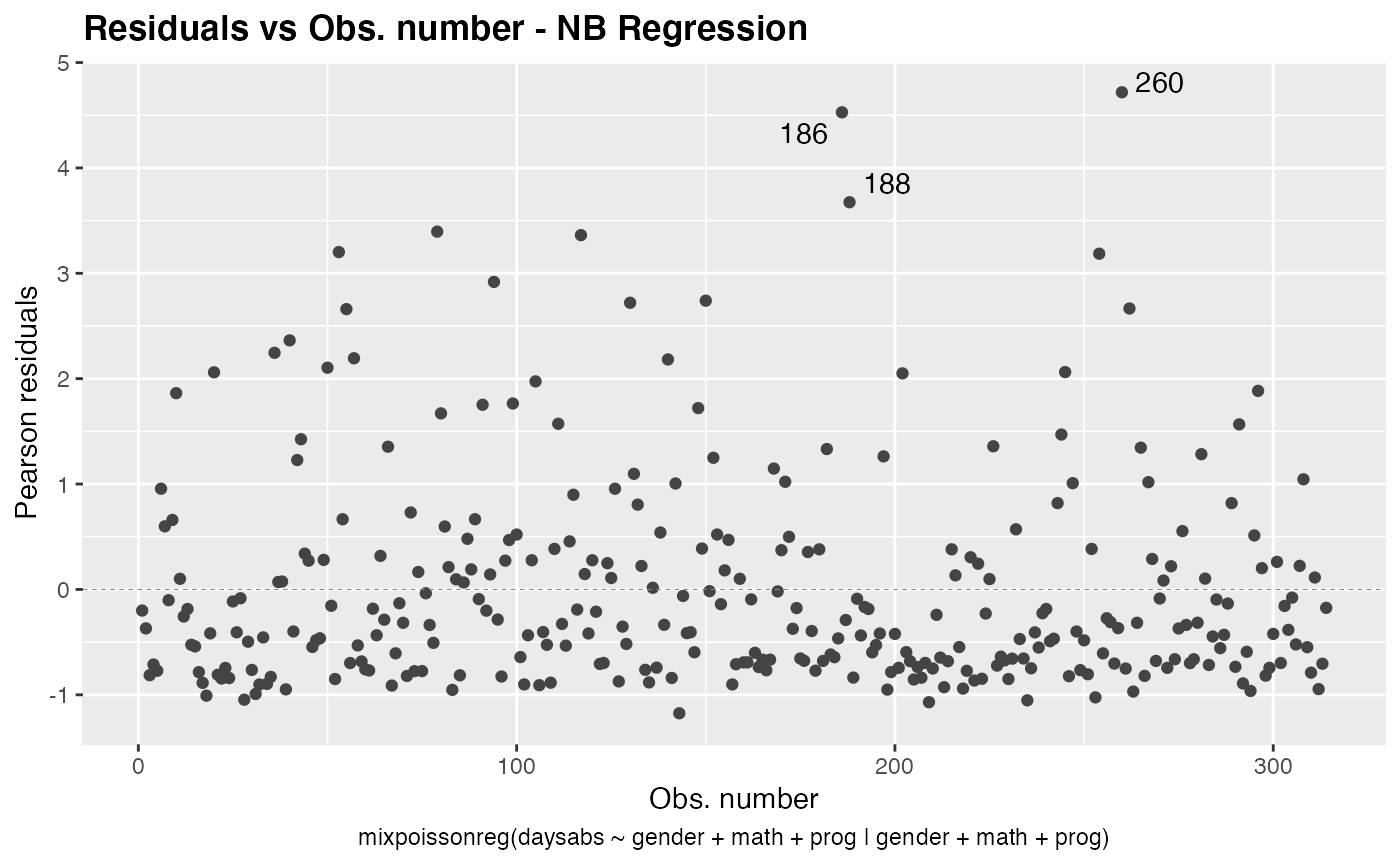 Residuals vs Obs. number - NB Regression
5
260
186
4
188
3
2
1
0
-1
Pearson residuals
0 100 200 300
Obs. number
mixpoissonreg(daysabs ~ gender + math + prog | gender + math + prog)